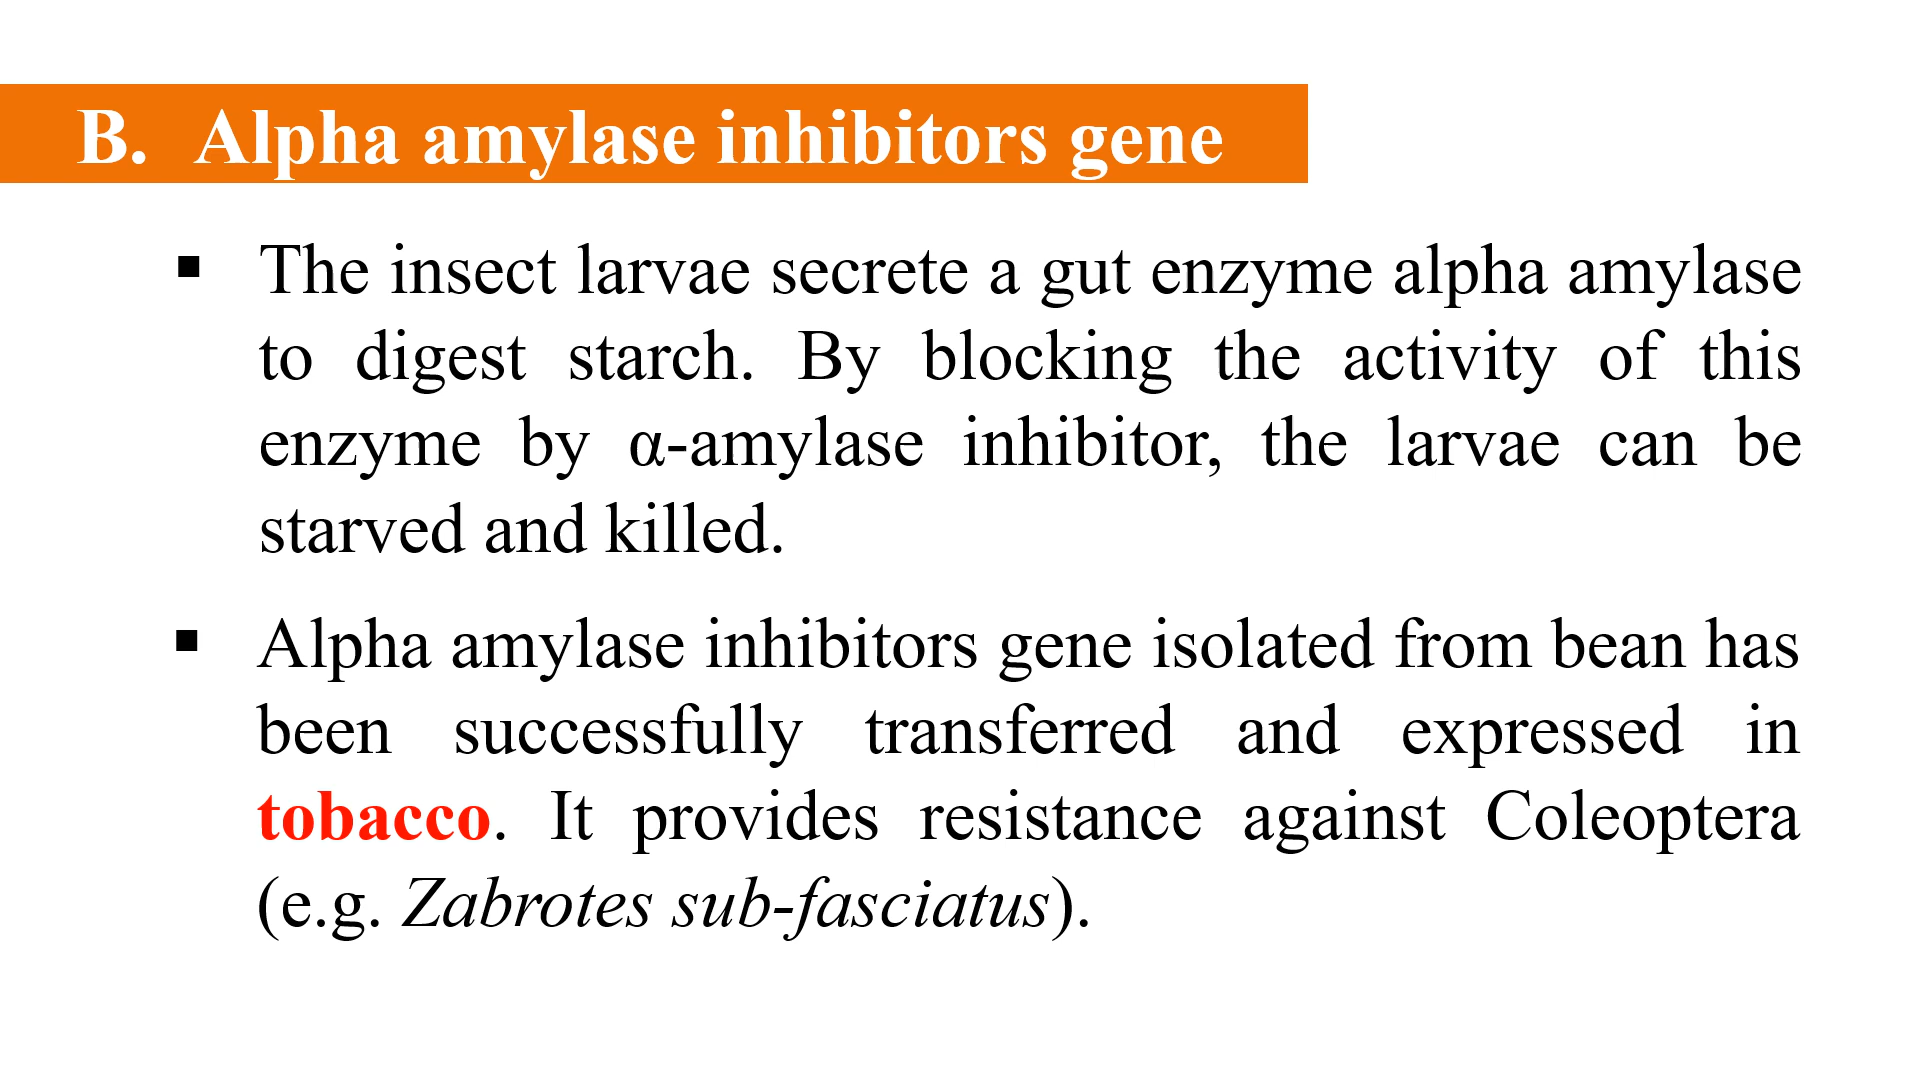 B. Alpha amylase inhibitors gene
▪ The insect larvae secrete a gut enzyme alpha amylase
to digest starch. By blocking the activity of this
enzyme by α-amylase inhibitor, the larvae can be
starved and killed.
▪ Alpha amylase inhibitors gene isolated from bean has
been successfully transferred and expressed in
tobacco. It provides resistance against Coleoptera
(e.g. Zabrotes sub-fasciatus).